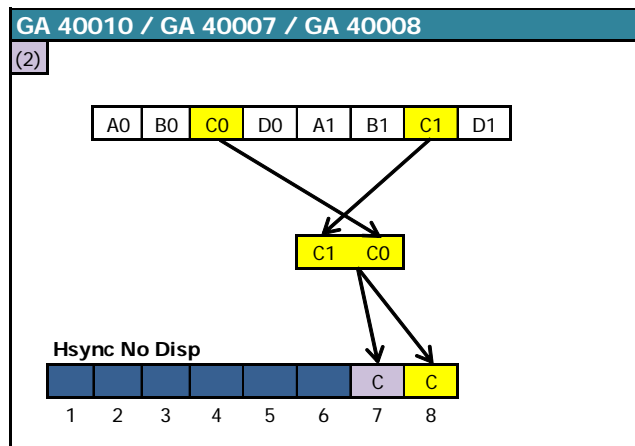 GA 40010 / GA 40007 / GA 40008
(2)
A0 B0 C0 D0 A1 B1 C1 D1
C1 C0
Hsync No Disp
C C
1 2 3 4 5 6 7 8